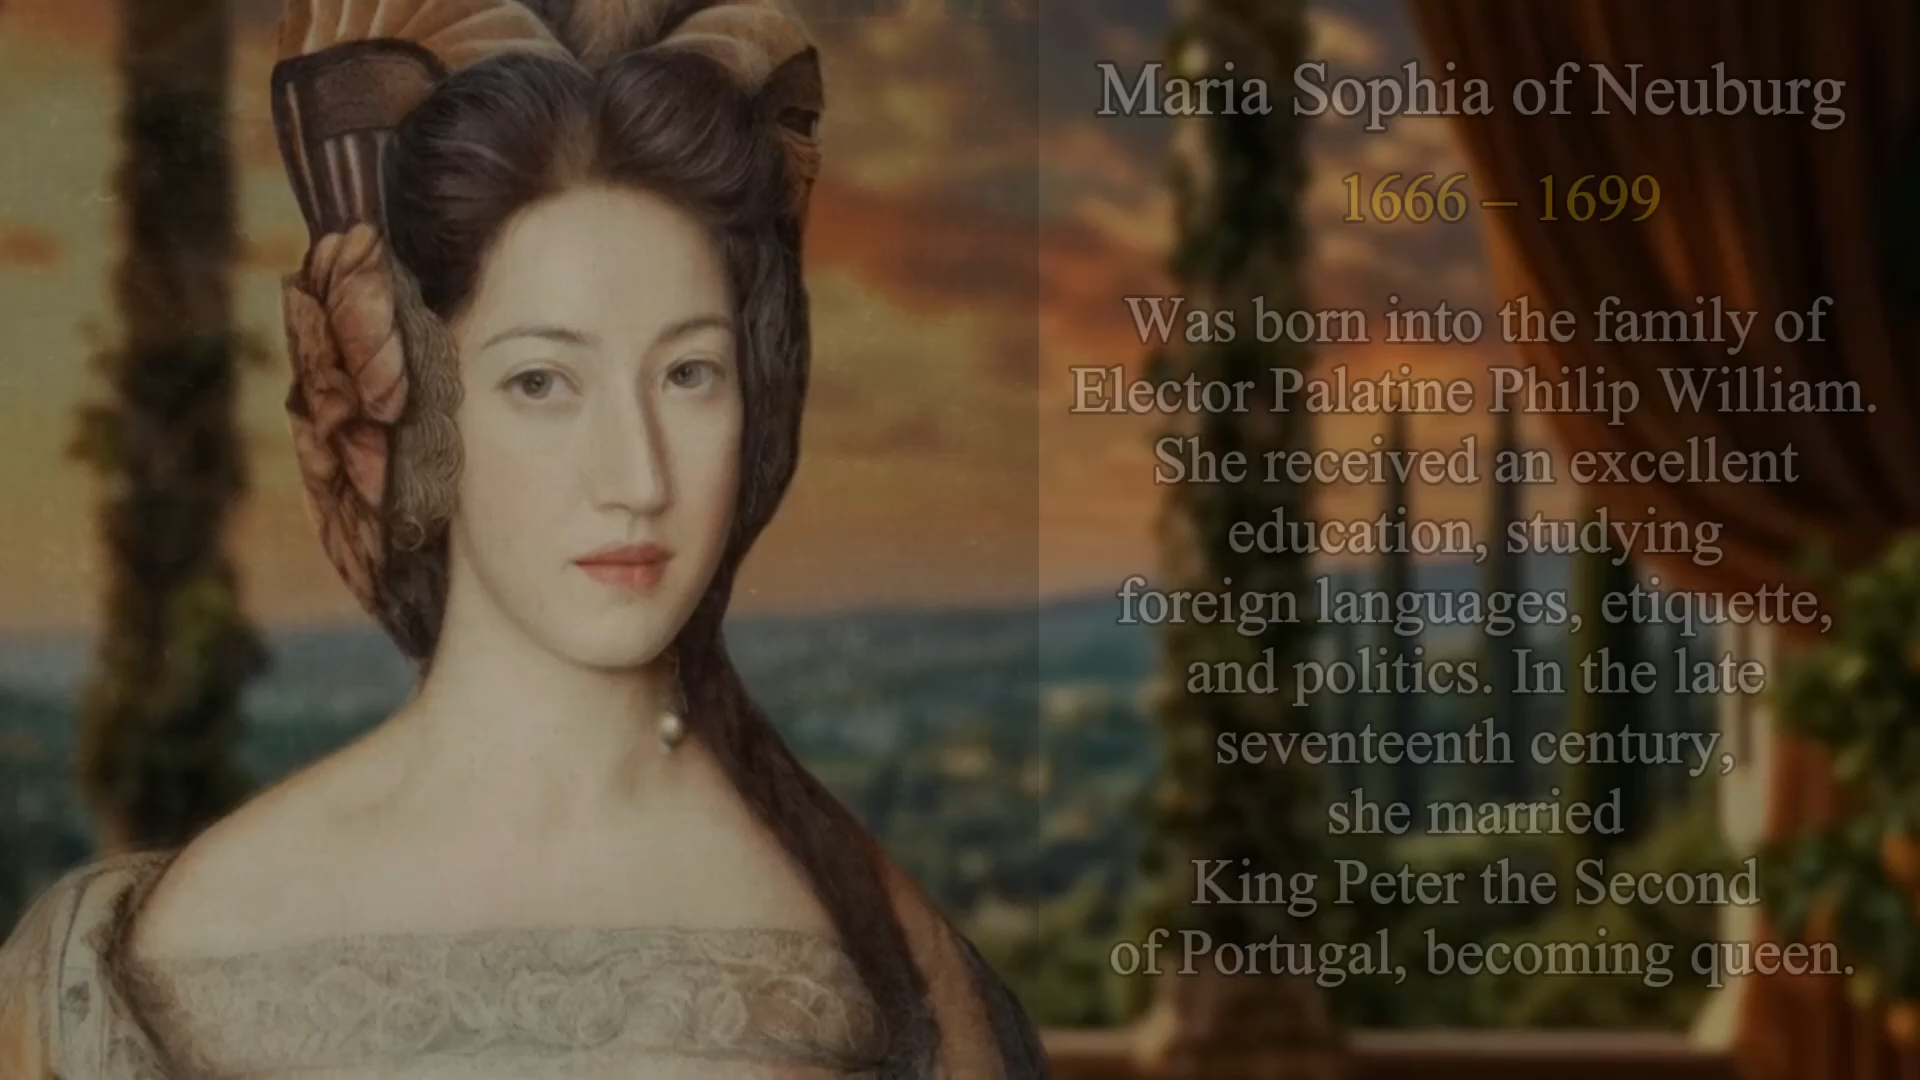 Maria Sophia of Neuburg
1666 – 1699
Was born into the family of
Elector Palatine Philip William.
She received an excellent
education, studying
foreign languages, etiquette,
and politics. In the late
seventeenth century,
she married
King Peter the Second
of Portugal, becoming queen.